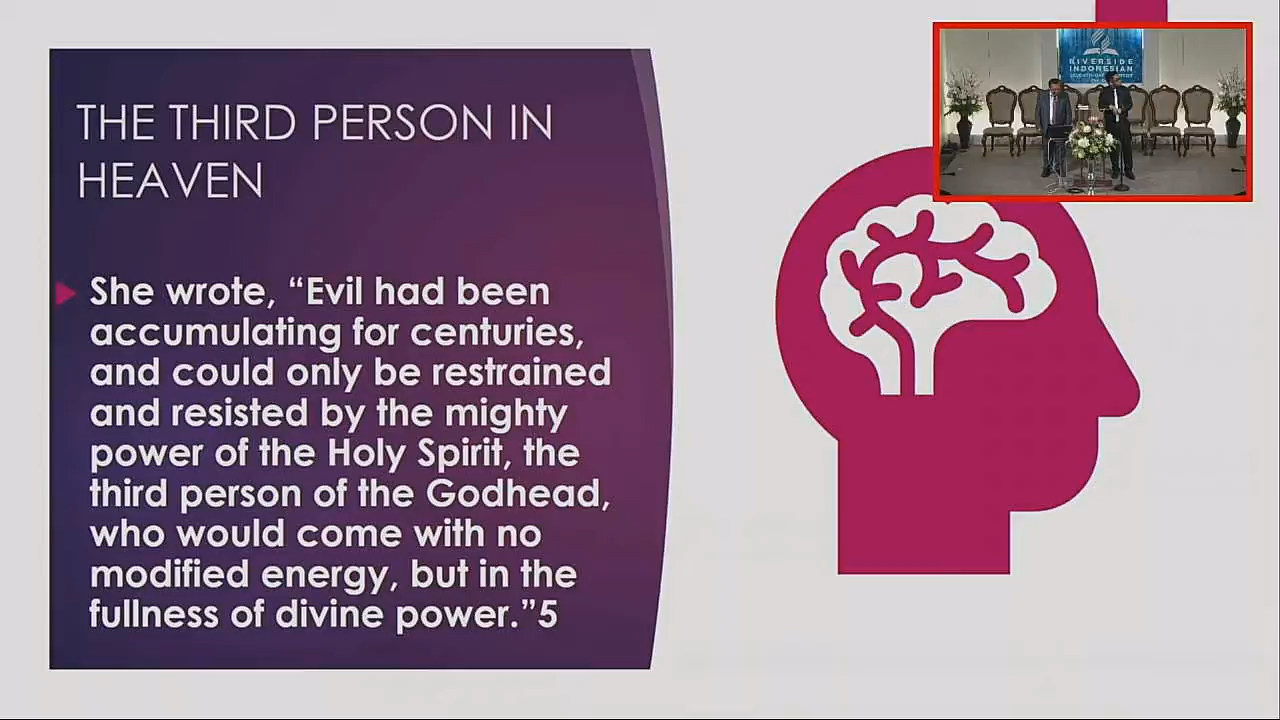 THE THIRD PERSON IN
HEAVEN
She wrote, “Evil had been
accumulating for centuries,
and could only be restrained
and resisted by the mighty
power of the Holy Spirit, the
third person of the Godhead,
who would come with no
modified energy, but in the
fullness of divine power.”5
RIVERSIDE
INDONESIAN